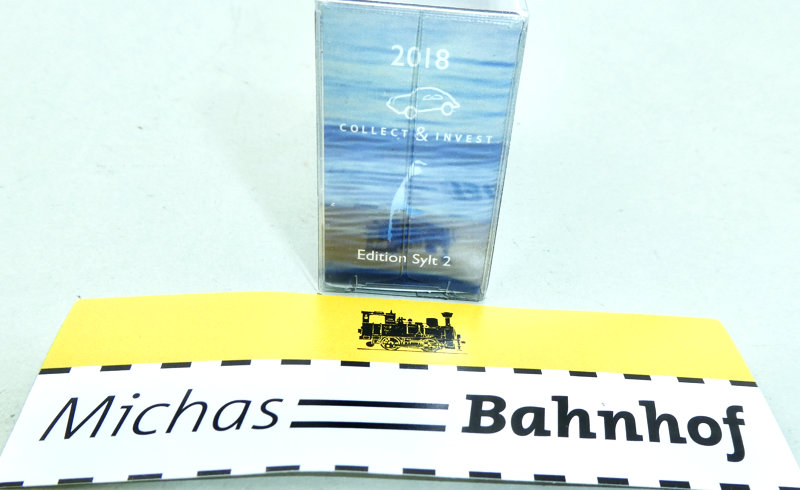 2018
COLLECT & INVEST
Edition Sylt 2
Michas Bahnhof